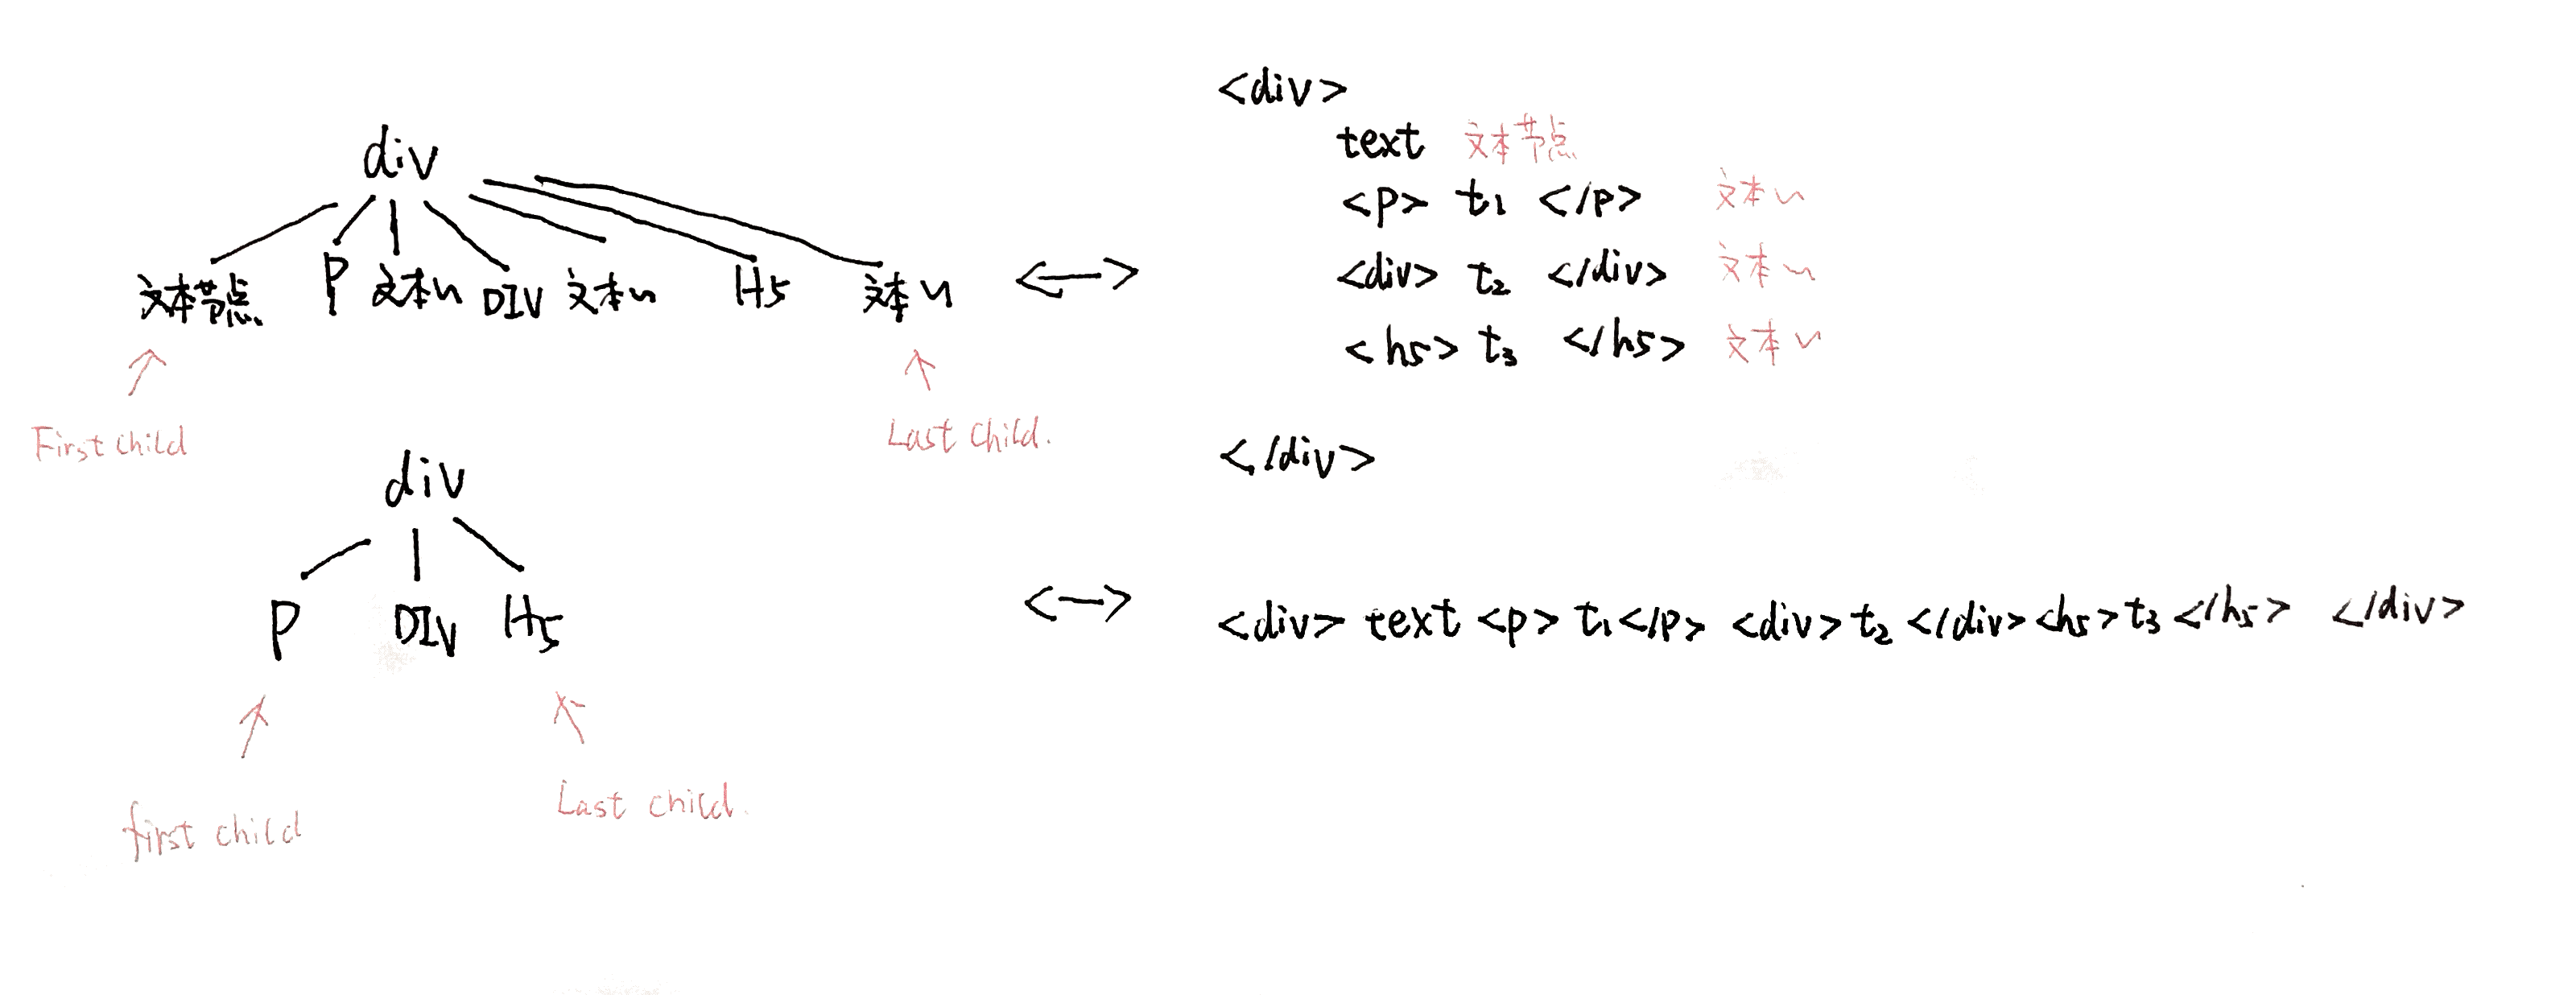 div
文本节点 P 文本〃 DIV 文本〃 H5 文本〃
First child
Last child.
<div>
text 文本节点
<p> t1 </p> 文本〃
<div> t2 </div> 文本〃
<h5> t3 </h5> 文本〃
</div>
div
P DIV H5
first child
Last child.
<div> text <p> t1 </p> <div> t2 </div> <h5> t3 </h5> </div>